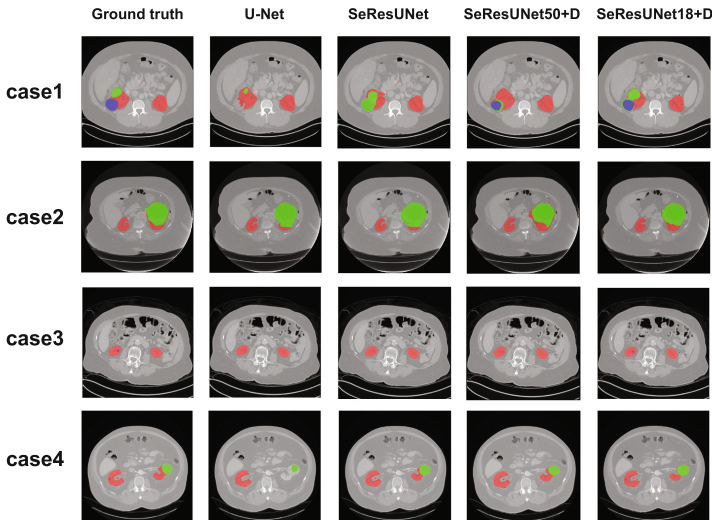 Ground truth U-Net SeResUNet SeResUNet50+D SeResUNet18+D
case1
case2
case3
case4